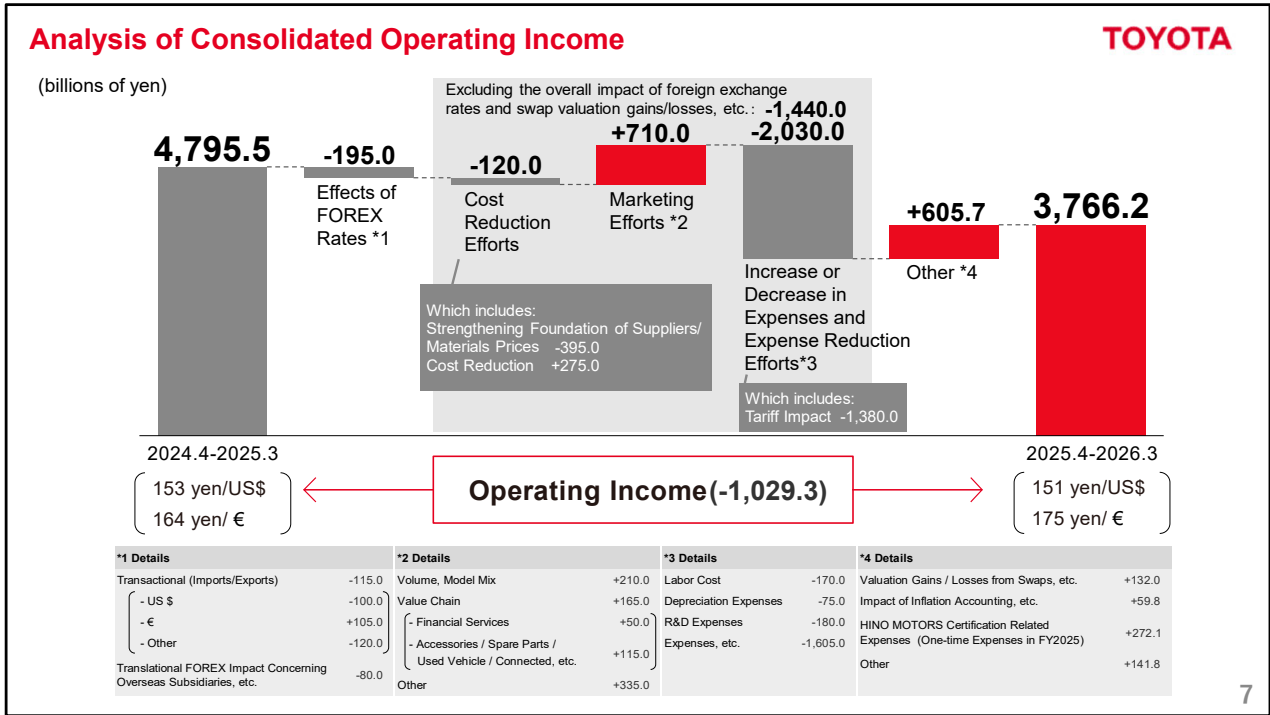 Analysis of Consolidated Operating Income
TOYOTA
(billions of yen)
Excluding the overall impact of foreign exchange
rates and swap valuation gains/losses, etc.: -1,440.0
4,795.5
-195.0
Effects of
FOREX
Rates *1
-120.0
Cost
Reduction
Efforts
+710.0
Marketing
Efforts *2
-2,030.0
Increase or
Decrease in
Expenses and
Expense Reduction
Efforts*3
+605.7
Other *4
3,766.2
Which includes:
Strengthening Foundation of Suppliers/
Materials Prices -395.0
Cost Reduction +275.0
Which includes:
Tariff Impact -1,380.0
2024.4-2025.3
153 yen/US$
164 yen/ €
Operating Income(-1,029.3)
2025.4-2026.3
151 yen/US$
175 yen/ €
*1 Details
Transactional (Imports/Exports) -115.0
- US $ -100.0
- € +105.0
- Other -120.0
Translational FOREX Impact Concerning
Overseas Subsidiaries, etc. -80.0
*2 Details
Volume, Model Mix +210.0
Value Chain +165.0
- Financial Services +50.0
- Accessories / Spare Parts /
Used Vehicle / Connected, etc. +115.0
Other +335.0
*3 Details
Labor Cost -170.0
Depreciation Expenses -75.0
R&D Expenses -180.0
Expenses, etc. -1,605.0
*4 Details
Valuation Gains / Losses from Swaps, etc. +132.0
Impact of Inflation Accounting, etc. +59.8
HINO MOTORS Certification Related
Expenses (One-time Expenses in FY2025) +272.1
Other +141.8
7